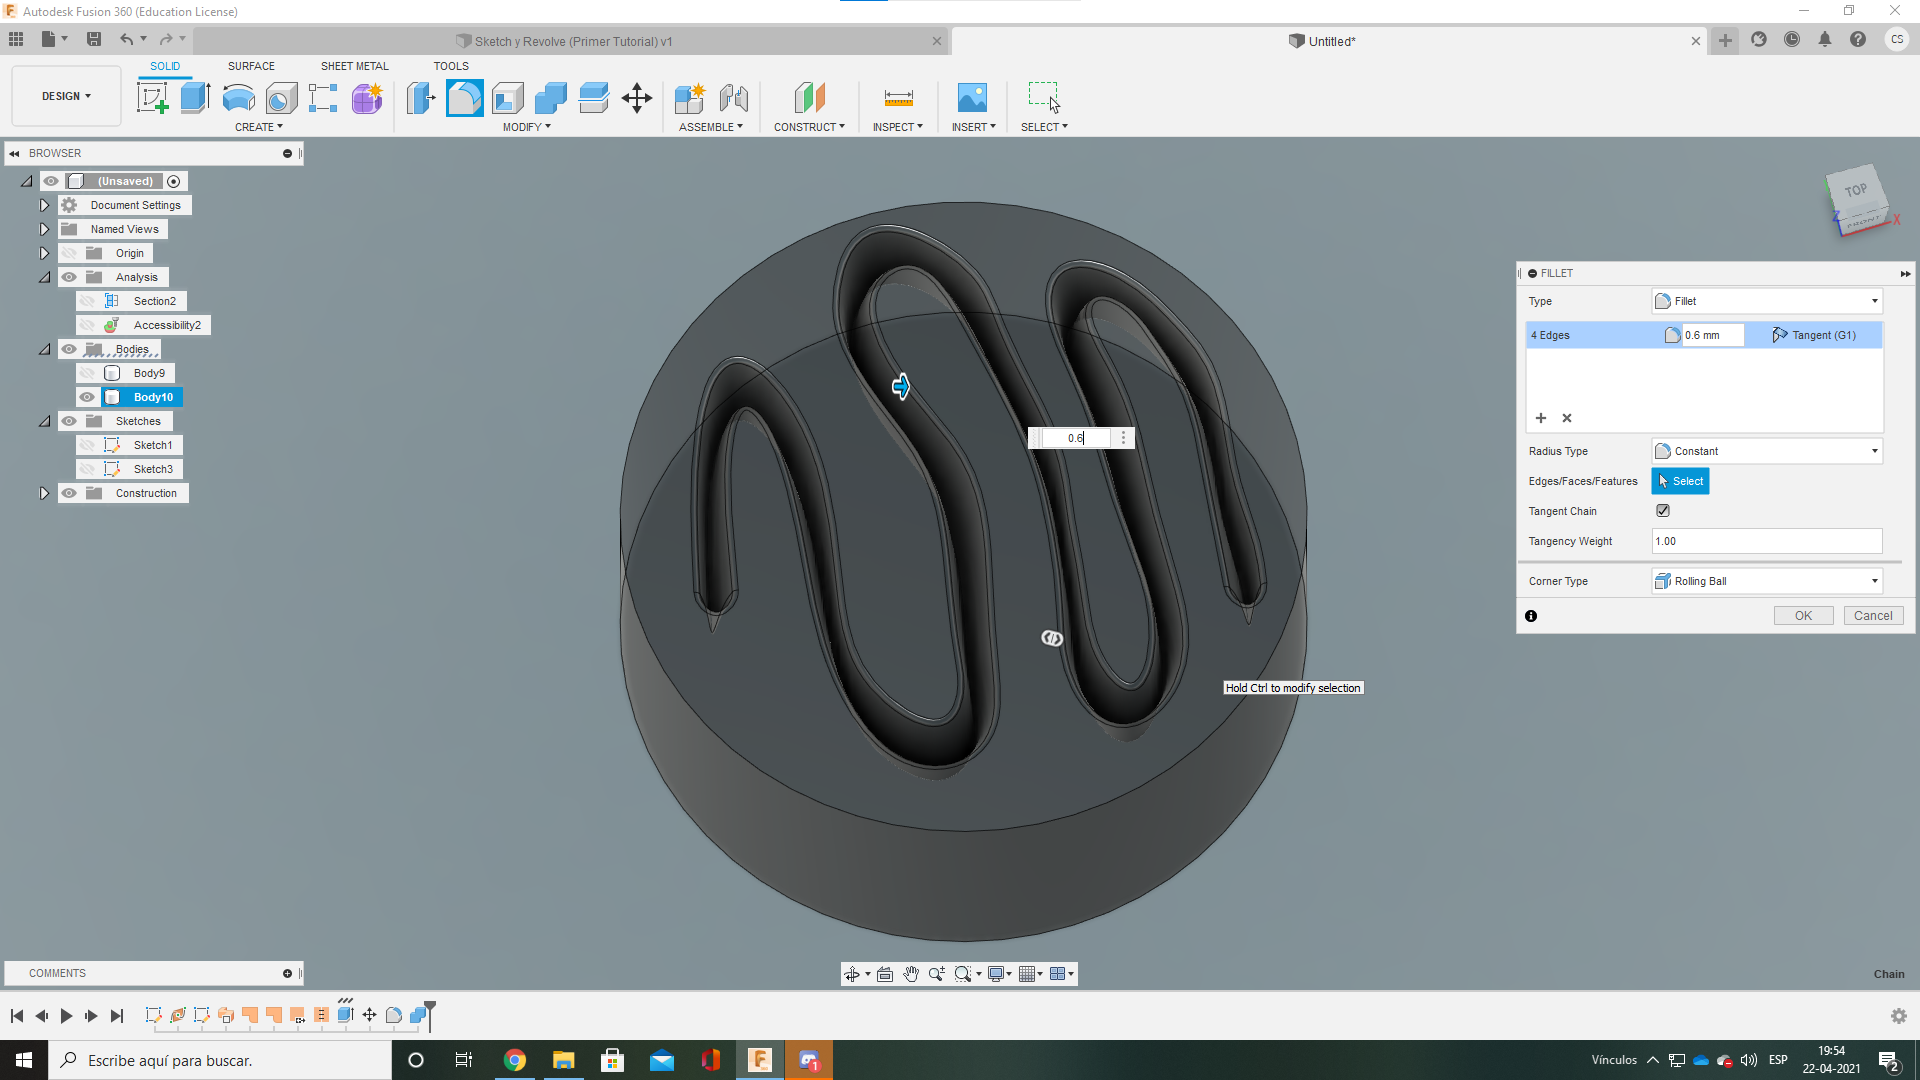 Autodesk Fusion 360 (Education License)
Sketch y Revolve (Primer Tutorial) v1
Untitled*
CS
DESIGN
SOLID
SURFACE
SHEET METAL
TOOLS
CREATE
MODIFY
ASSEMBLE
CONSTRUCT
INSPECT
INSERT
SELECT
BROWSER
(Unsaved)
Document Settings
Named Views
Origin
Analysis
Section2
Accessibility2
Bodies
Body9
Body10
Sketches
Sketch1
Sketch3
Construction
TOP
FRONT
Z
X
0.6
Hold Ctrl to modify selection
FILLET
Type
Fillet
4 Edges
0.6 mm
Tangent (G1)
Radius Type
Constant
Edges/Faces/Features
Select
Tangent Chain
Tangency Weight
1.00
Corner Type
Rolling Ball
OK
Cancel
COMMENTS
Chain
Escribe aquí para buscar.
1
Vínculos
ESP
19:54
22-04-2021
2